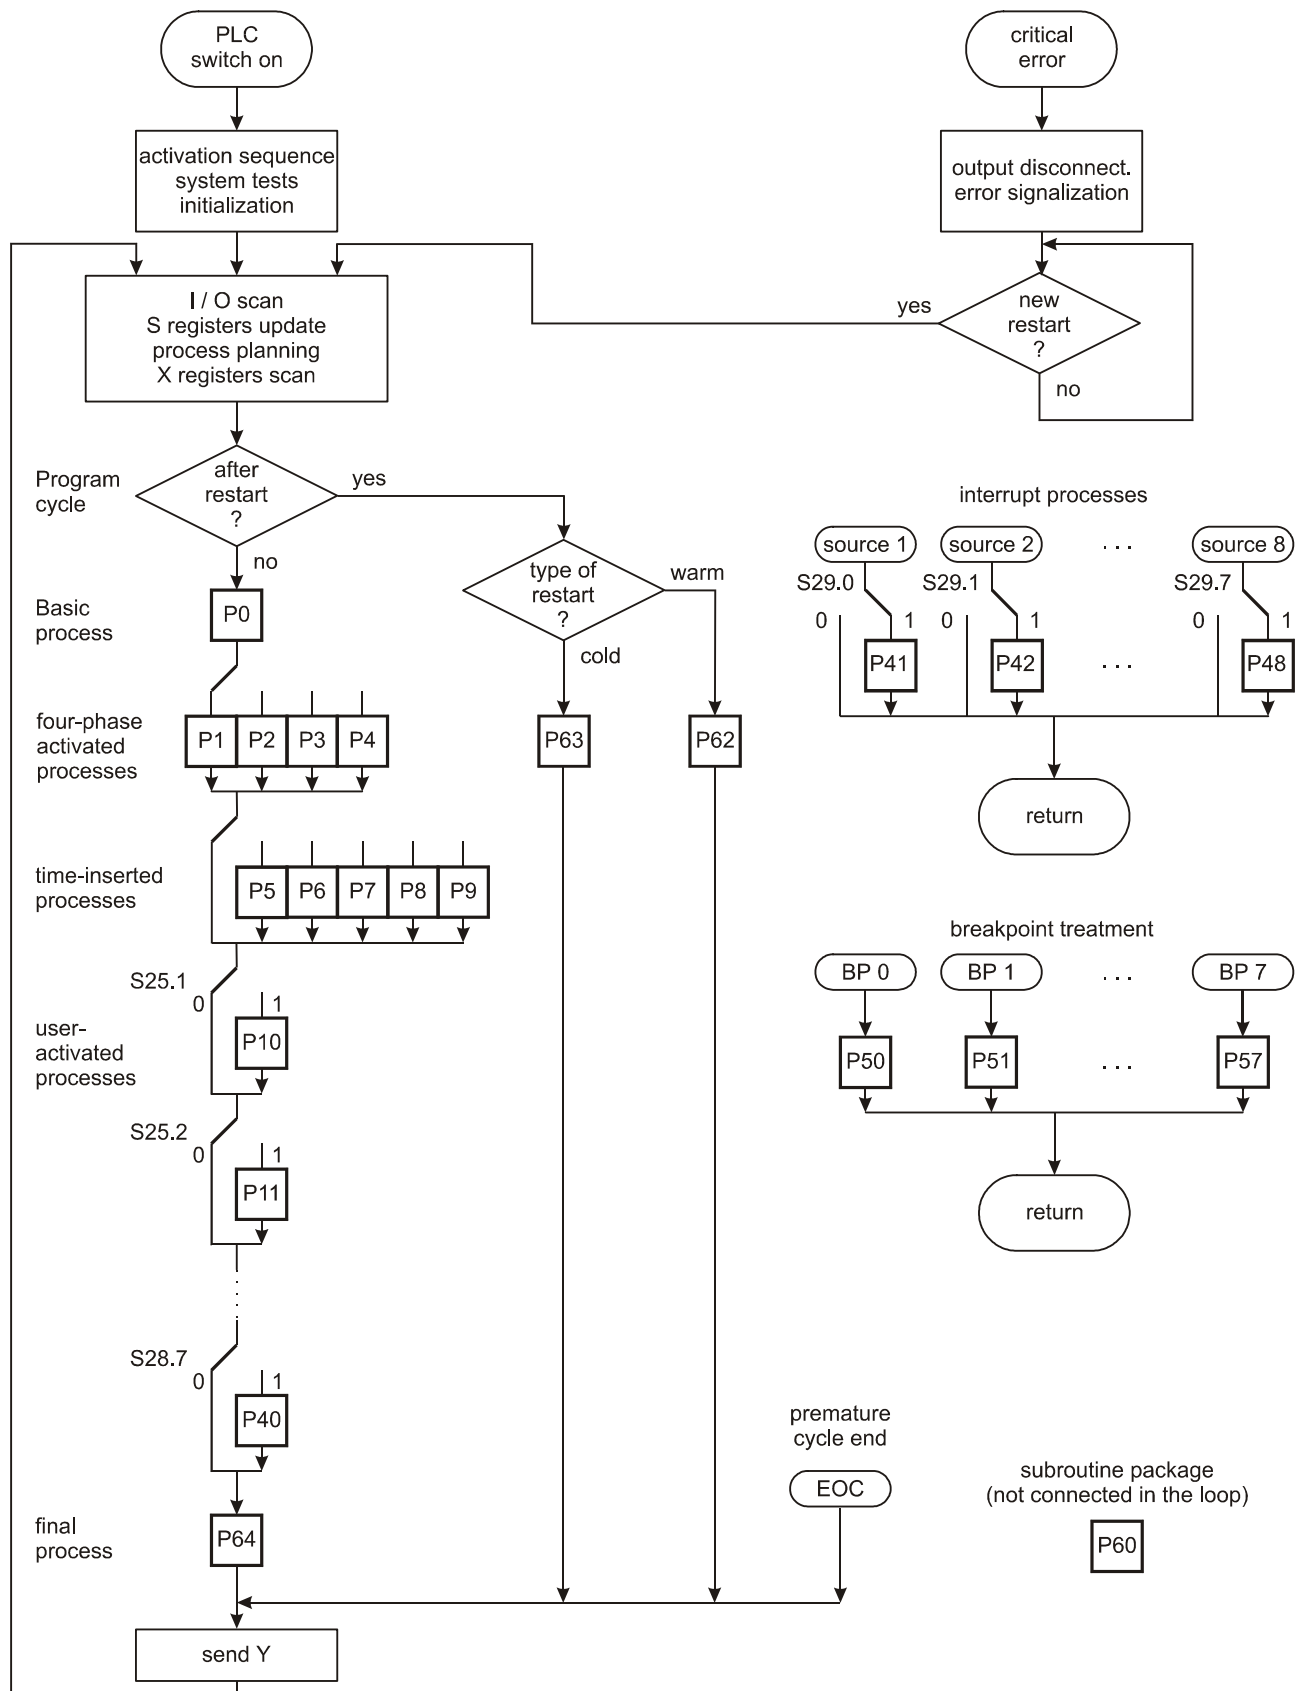 PLC
switch on
critical
error
activation sequence
system tests
initialization
output disconnect.
error signalization
I / O scan
S registers update
process planning
X registers scan
yes
new
restart
?
no
Program
cycle
after
restart
?
yes
no
type of
restart
?
warm
cold
interrupt processes
source 1
source 2
. . .
source 8
S29.0
S29.1
S29.7
0
1
0
1
0
1
P41
P42
. . .
P48
return
Basic
process
P0
four-phase
activated
processes
P1
P2
P3
P4
P63
P62
time-inserted
processes
P5
P6
P7
P8
P9
breakpoint treatment
BP 0
BP 1
. . .
BP 7
P50
P51
. . .
P57
return
S25.1
0
1
user-
activated
processes
P10
S25.2
0
1
P11
S28.7
0
1
P40
premature
cycle end
EOC
subroutine package
(not connected in the loop)
P60
final
process
P64
send Y